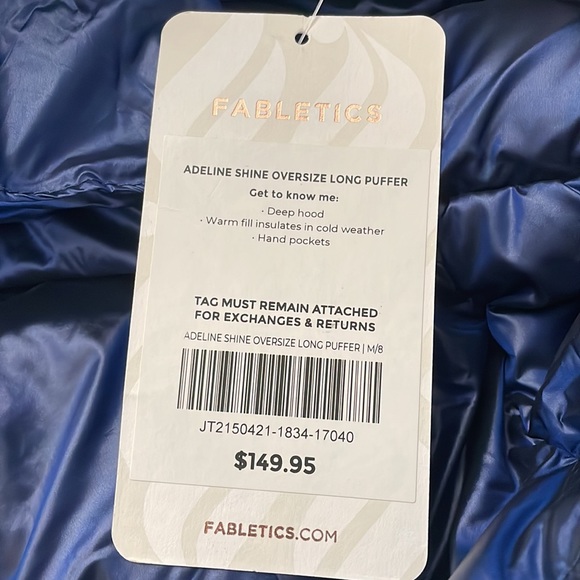 FABLETICS
ADELINE SHINE OVERSIZE LONG PUFFER
Get to know me:
· Deep hood
· Warm fill insulates in cold weather
· Hand pockets
TAG MUST REMAIN ATTACHED
FOR EXCHANGES & RETURNS
ADELINE SHINE OVERSIZE LONG PUFFER | M/8
JT2150421-1834-17040
$149.95
FABLETICS.COM